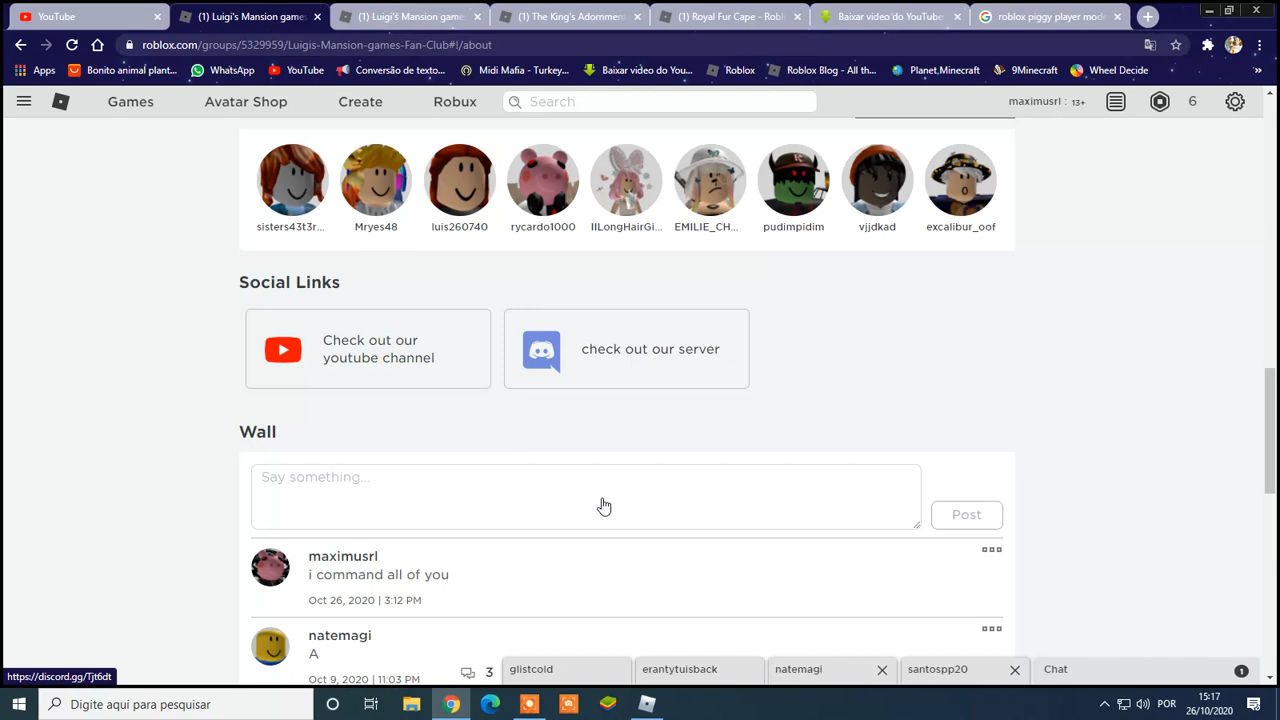 YouTube
(1) Luigi's Mansion game
(1) Luigi's Mansion game
(1) The King's Adornment
(1) Royal Fur Cape - Robl
Baixar video do YouTube
roblox piggy player mode
roblox.com/groups/5329959/Luigis-Mansion-games-Fan-Club#!/about
Apps
Bonito animal plant...
WhatsApp
YouTube
Conversão de texto...
Midi Mafia - Turkey...
Baixar video do You...
Roblox
Roblox Blog - All th...
Planet Minecraft
9Minecraft
Wheel Decide
»
Games
Avatar Shop
Create
Robux
Search
maximusrl : 13+
6
sisters43t3r...
Mryes48
luis260740
rycardo1000
IILongHairGi...
EMILIE_CH...
pudimpidim
vjjdkad
excalibur_oof
Social Links
Check out our
youtube channel
check out our server
Wall
Say something...
Post
maximusrl
i command all of you
Oct 26, 2020 | 3:12 PM
natemagi
A
Oct 9, 2020 | 11:03 PM
3
glistcold
erantytuisback
natemagi
santospp20
Chat
1
https://discord.gg/Tjt6dt
Digite aqui para pesquisar
POR
15:17
26/10/2020